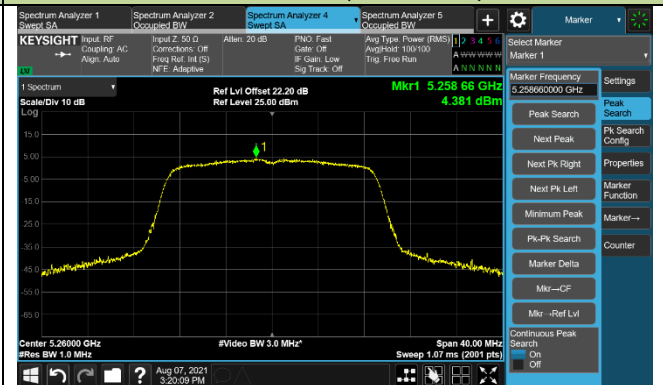 Spectrum Analyzer 1
Swept SA
Spectrum Analyzer 2
Occupied BW
Spectrum Analyzer 4
Swept SA
Spectrum Analyzer 5
Occupied BW
+
Marker
KEYSIGHT
Input: RF
Coupling: AC
Align: Auto
Input Z: 50 Ω
Corrections: Off
Freq Ref: Int (S)
NFE: Adaptive
Atten: 20 dB
PNO: Fast
Gate: Off
IF Gain: Low
Sig Track: Off
Avg Type: Power (RMS)
Avg|Hold: 100/100
Trig: Free Run
1 2 3 4 5 6
A W W W W W
A N N N N N
LV
Select Marker
Marker 1
1 Spectrum
Scale/Div 10 dB
Log
Ref Lvl Offset 22.20 dB
Ref Level 25.00 dBm
Mkr1 5.258 66 GHz
4.381 dBm
1
15.0
5.00
-5.00
-15.0
-25.0
-35.0
-45.0
-55.0
-65.0
Center 5.26000 GHz
#Res BW 1.0 MHz
#Video BW 3.0 MHz*
Span 40.00 MHz
Sweep 1.07 ms (2001 pts)
Marker Frequency
5.258660000 GHz
Peak Search
Next Peak
Next Pk Right
Next Pk Left
Minimum Peak
Pk-Pk Search
Marker Delta
Mkr→CF
Mkr→Ref Lvl
Continuous Peak
Search
On
Off
Settings
Peak
Search
Pk Search
Config
Properties
Marker
Function
Marker→
Counter
?
Aug 07, 2021
3:20:09 PM